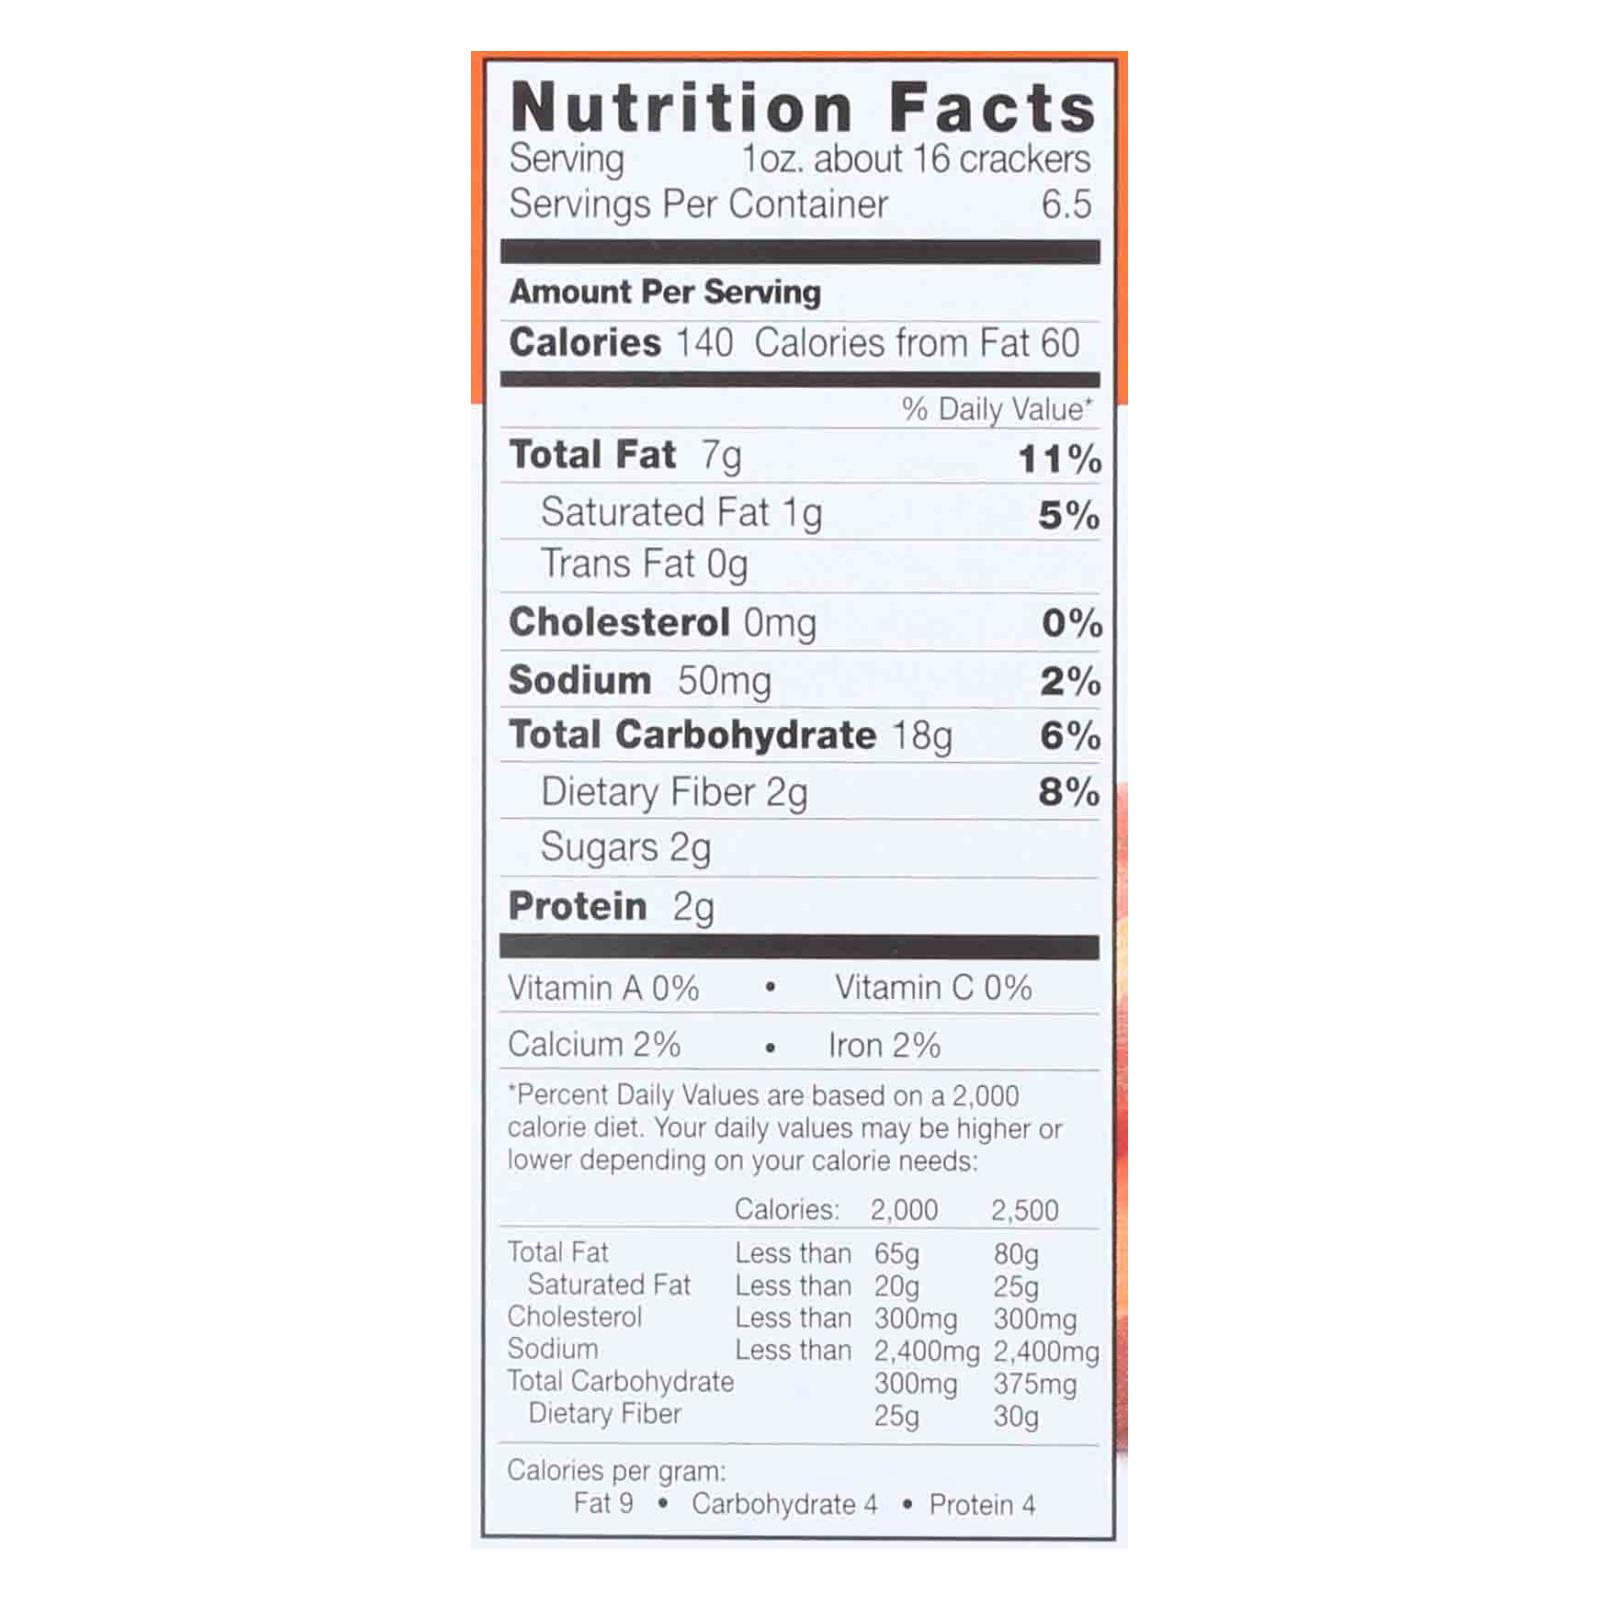 Nutrition Facts
Serving 1oz. about 16 crackers
Servings Per Container 6.5
Amount Per Serving
Calories 140 Calories from Fat 60
% Daily Value*
Total Fat 7g 11%
Saturated Fat 1g 5%
Trans Fat 0g
Cholesterol 0mg 0%
Sodium 50mg 2%
Total Carbohydrate 18g 6%
Dietary Fiber 2g 8%
Sugars 2g
Protein 2g
Vitamin A 0% • Vitamin C 0%
Calcium 2% • Iron 2%
*Percent Daily Values are based on a 2,000
calorie diet. Your daily values may be higher or
lower depending on your calorie needs:
Calories: 2,000 2,500
Total Fat Less than 65g 80g
Saturated Fat Less than 20g 25g
Cholesterol Less than 300mg 300mg
Sodium Less than 2,400mg 2,400mg
Total Carbohydrate 300mg 375mg
Dietary Fiber 25g 30g
Calories per gram:
Fat 9 • Carbohydrate 4 • Protein 4